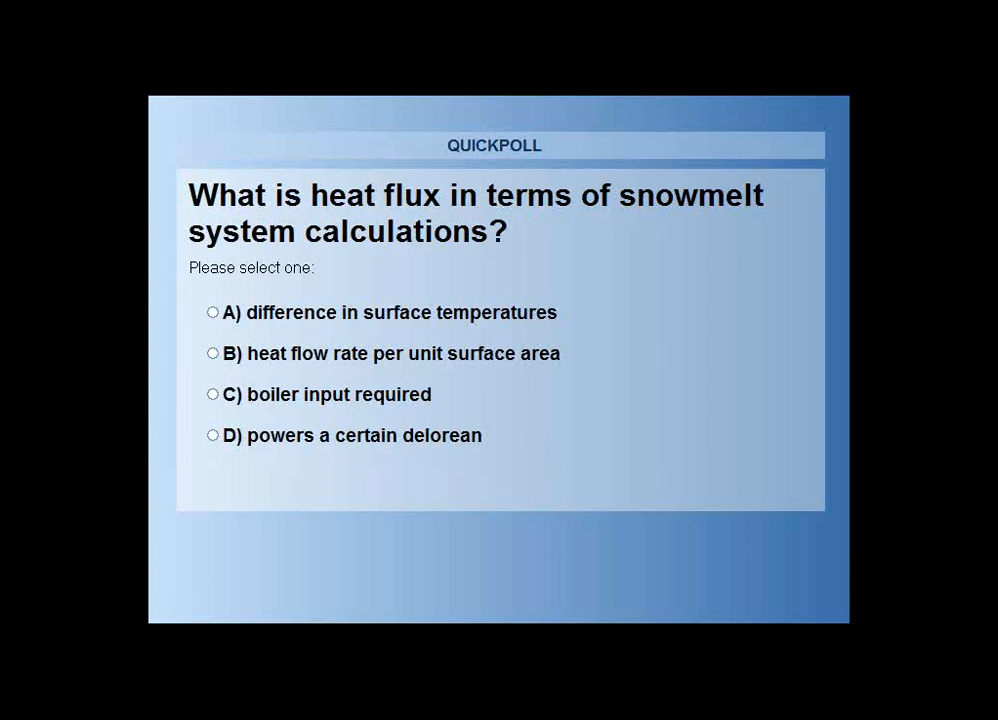 QUICKPOLL
What is heat flux in terms of snowmelt
system calculations?
Please select one:
A) difference in surface temperatures
B) heat flow rate per unit surface area
C) boiler input required
D) powers a certain delorean